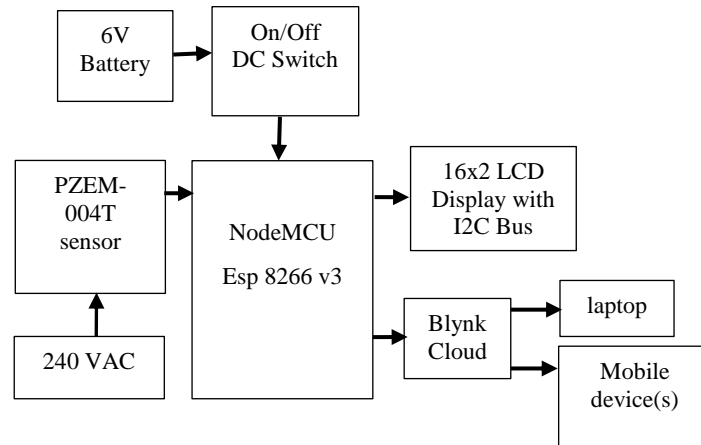 6V
Battery
On/Off
DC Switch
PZEM-
004T
sensor
NodeMCU
Esp 8266 v3
16x2 LCD
Display with
I2C Bus
240 VAC
Blynk
Cloud
laptop
Mobile
device(s)